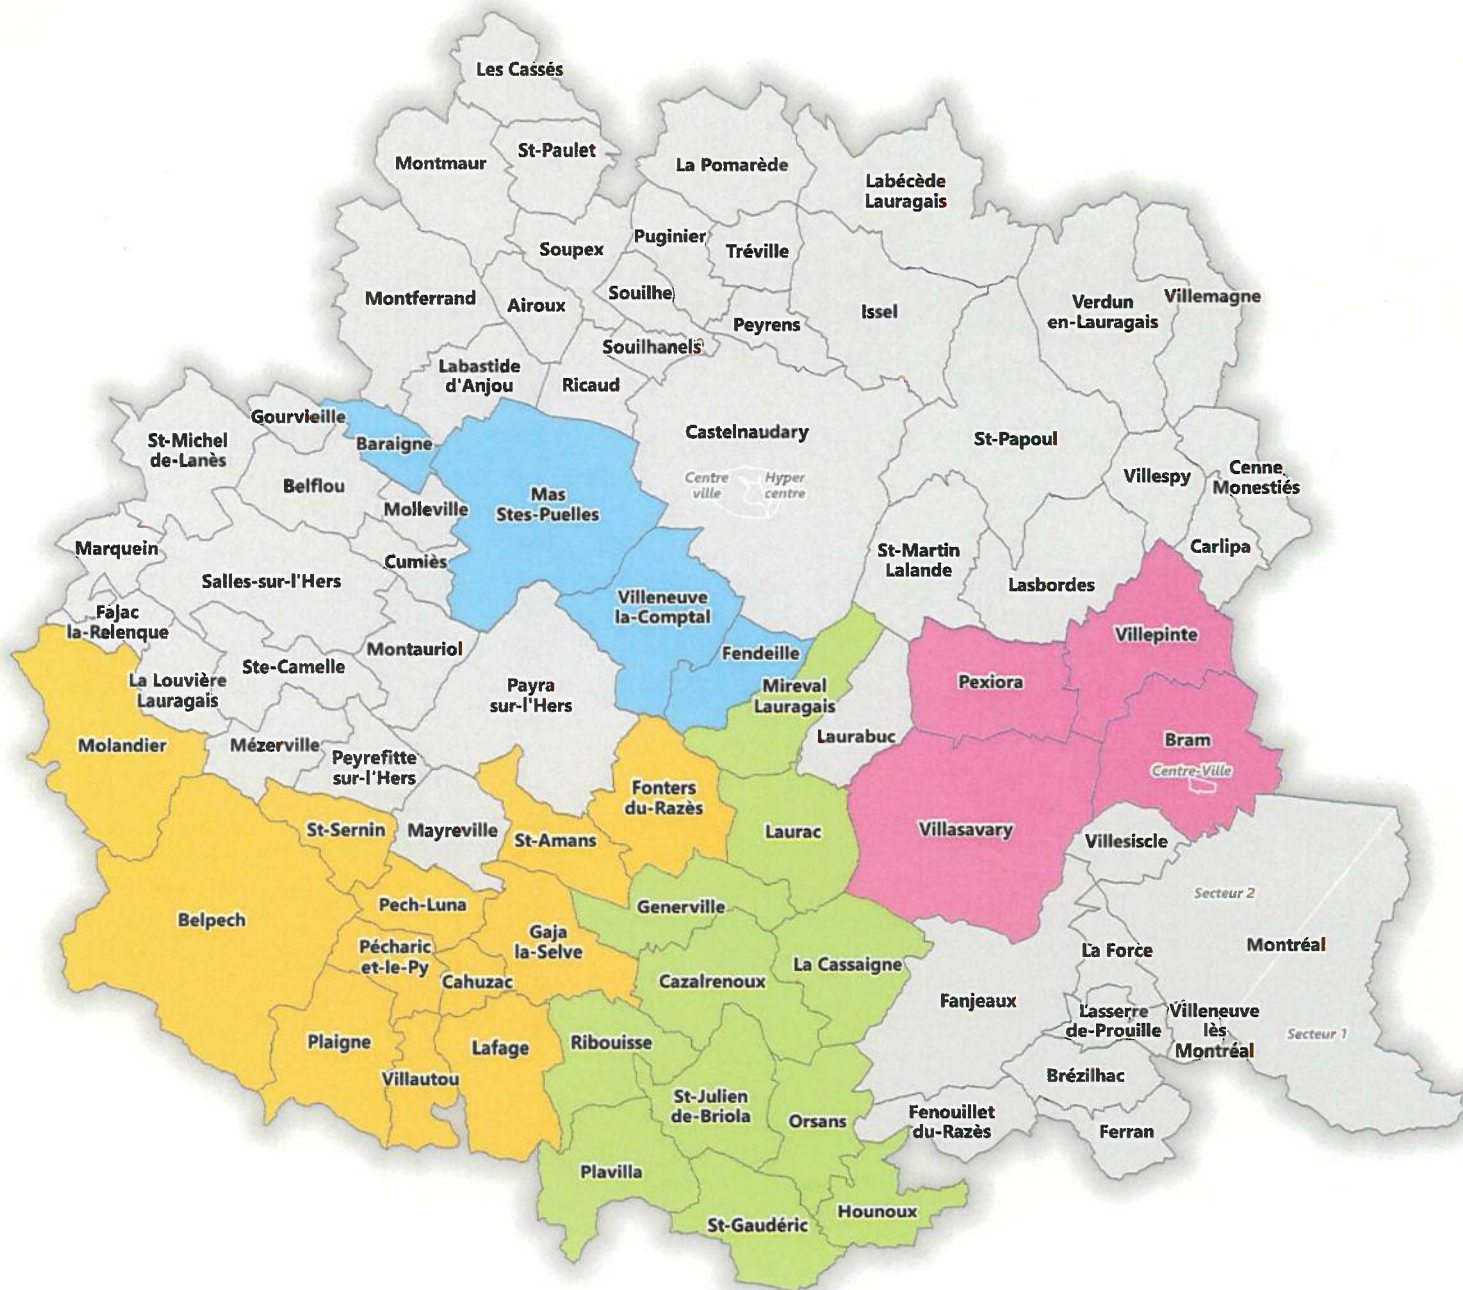 Les Cassés
Montmaur
St-Paulet
La Pomarède
Labécède
Lauragais
Soupex
Puginier
Tréville
Montferrand
Airoux
Souilhe
Peyrens
Issel
Verdun
en-Lauragais
Villemagne
Souilhanels
Labastide
d'Anjou
Ricaud
Gourvieille
Baraigne
St-Michel
de-Lanès
Castelnaudary
St-Papoul
Belflou
Centre
ville
Hyper
centre
Villespy
Cenne
Monestiés
Molleville
Mas
Stes-Puelles
Marquein
Cumiès
St-Martin
Lalande
Carlipa
Salles-sur-l'Hers
Lasbordes
Villeneuve
la-Comptal
Fajac
la-Relenque
Villepinte
Montauriol
Fendeille
Ste-Camelle
La Louvière
Lauragais
Payra
sur-l'Hers
Mireval
Lauragais
Pexiora
Molandier
Mézerville
Laurabuc
Bram
Centre-Ville
Peyrefitte
sur-l'Hers
Fonters
du-Razès
St-Sernin
Mayreville
St-Amans
Laurac
Villasavary
Villesiscle
Secteur 2
Belpech
Pech-Luna
Generville
Gaja
la-Selve
Pécharic
et-le-Py
Cahuzac
Cazalrenoux
La Cassaigne
La Force
Montréal
Fanjeaux
Lasserre
de-Prouille
Villeneuve
lès
Montréal
Secteur 1
Plaigne
Lafage
Ribouisse
Villautou
Brézilhac
St-Julien
de-Briola
Orsans
Fenouillet
du-Razès
Ferran
Plavilla
St-Gaudéric
Hounoux